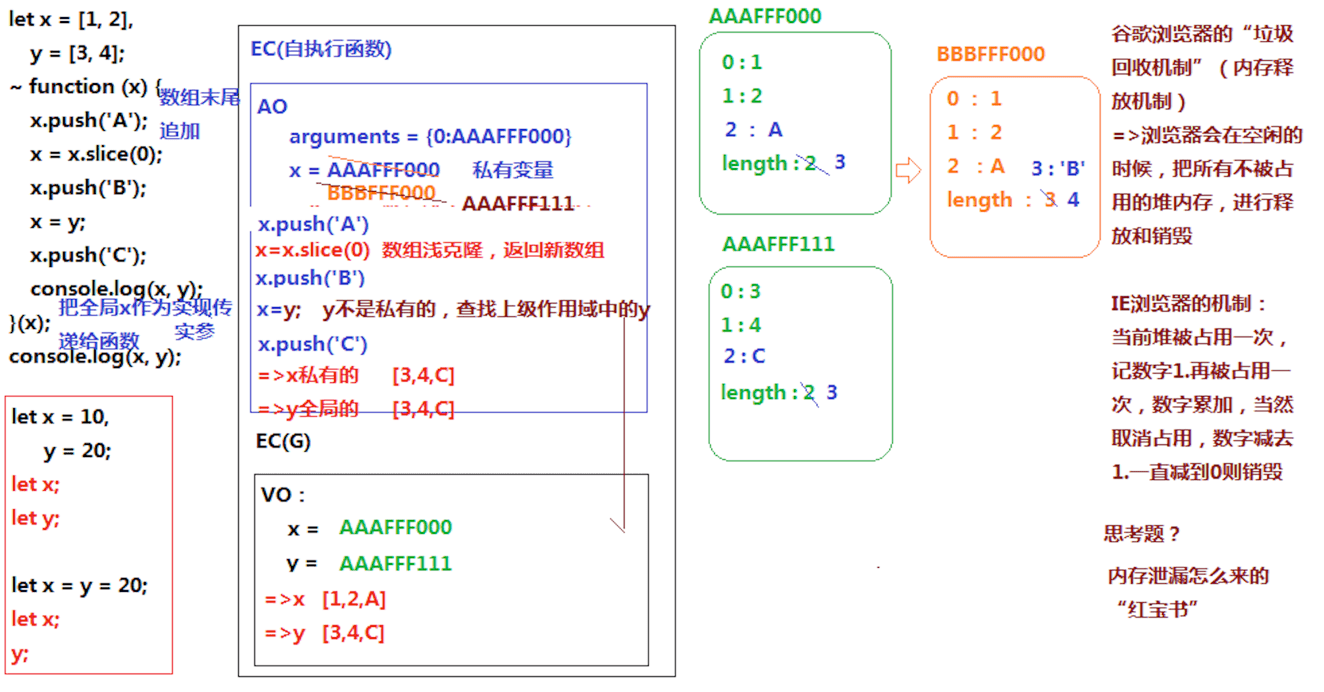 let x = [1, 2],
y = [3, 4];
~ function (x) {
x.push('A');
x = x.slice(0);
x.push('B');
x = y;
x.push('C');
console.log(x, y);
}(x);
console.log(x, y);
数组末尾
追加
把全局x作为实现传
递给函数
实参
let x = 10,
y = 20;
let x;
let y;
let x = y = 20;
let x;
y;
EC(自执行函数)
AO
arguments = {0:AAAFFF000}
x = AAAFFF000 私有变量
BBBFFF000
AAAFFF111
x.push('A')
x=x.slice(0) 数组浅克隆，返回新数组
x.push('B')
x=y; y不是私有的，查找上级作用域中的y
x.push('C')
=>x私有的 [3,4,C]
=>y全局的 [3,4,C]
EC(G)
VO：
x = AAAFFF000
y = AAAFFF111
=>x [1,2,A]
=>y [3,4,C]
AAAFFF000
0 : 1
1 : 2
2 : A
length : 2 3
BBBFFF000
0 : 1
1 : 2
2 : A 3 : 'B'
length : 3 4
AAAFFF111
0 : 3
1 : 4
2 : C
length : 2 3
谷歌浏览器的“垃圾
回收机制”（内存释
放机制）
=>浏览器会在空闲的
时候，把所有不被占
用的堆内存，进行释
放和销毁
IE浏览器的机制：
当前堆被占用一次，
记数字1.再被占用一
次，数字累加，当然
取消占用，数字减去
1.一直减到0则销毁
思考题？
内存泄漏怎么来的
“红宝书”